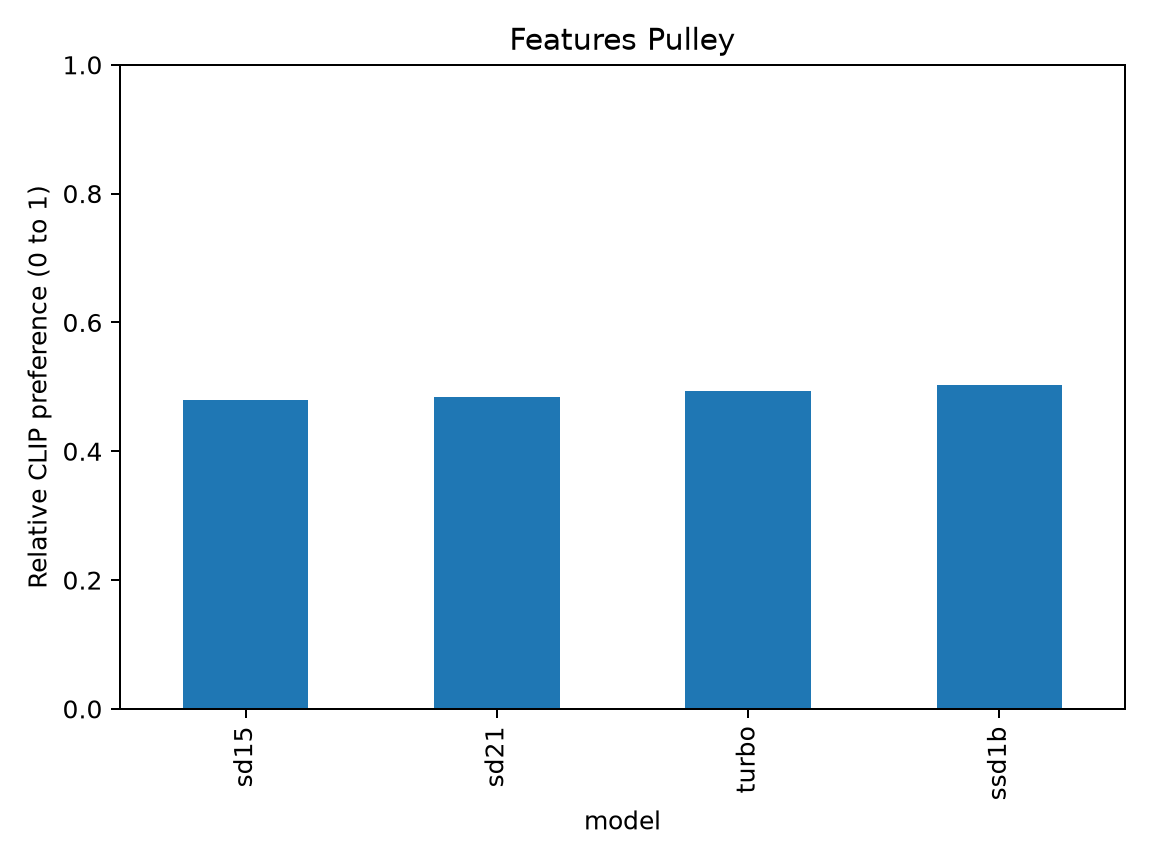 Features Pulley
Relative CLIP preference (0 to 1)
1.0
0.8
0.6
0.4
0.2
0.0
sd15
sd21
turbo
ssd1b
model